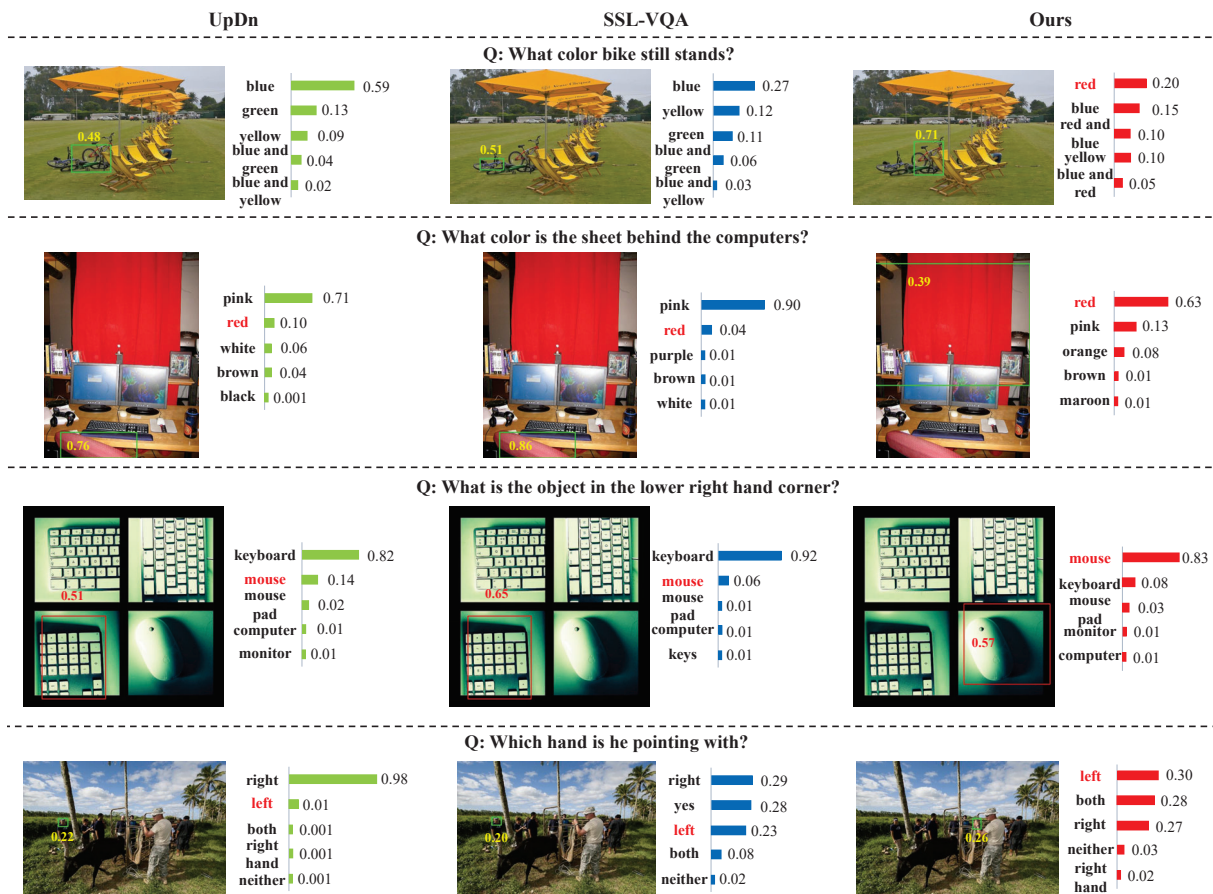 UpDn SSL-VQA Ours
Q: What color bike still stands?
0.48
blue 0.59
green 0.13
yellow 0.09
blue and green 0.04
blue and yellow 0.02
0.51
blue 0.27
yellow 0.12
green 0.11
blue and green 0.06
blue and yellow 0.03
0.71
red 0.20
blue 0.15
red and blue 0.10
yellow 0.10
blue and red 0.05
Q: What color is the sheet behind the computers?
0.76
pink 0.71
red 0.10
white 0.06
brown 0.04
black 0.001
0.86
pink 0.90
red 0.04
purple 0.01
brown 0.01
white 0.01
0.39
red 0.63
pink 0.13
orange 0.08
brown 0.01
maroon 0.01
Q: What is the object in the lower right hand corner?
0.51
keyboard 0.82
mouse 0.14
mouse pad 0.02
computer 0.01
monitor 0.01
0.65
keyboard 0.92
mouse 0.06
mouse pad 0.01
computer 0.01
keys 0.01
0.57
mouse 0.83
keyboard 0.08
mouse pad 0.03
monitor 0.01
computer 0.01
Q: Which hand is he pointing with?
0.22
right 0.98
left 0.01
both 0.001
right hand 0.001
neither 0.001
0.20
right 0.29
yes 0.28
left 0.23
both 0.08
neither 0.02
0.26
left 0.30
both 0.28
right 0.27
neither 0.03
right hand 0.02